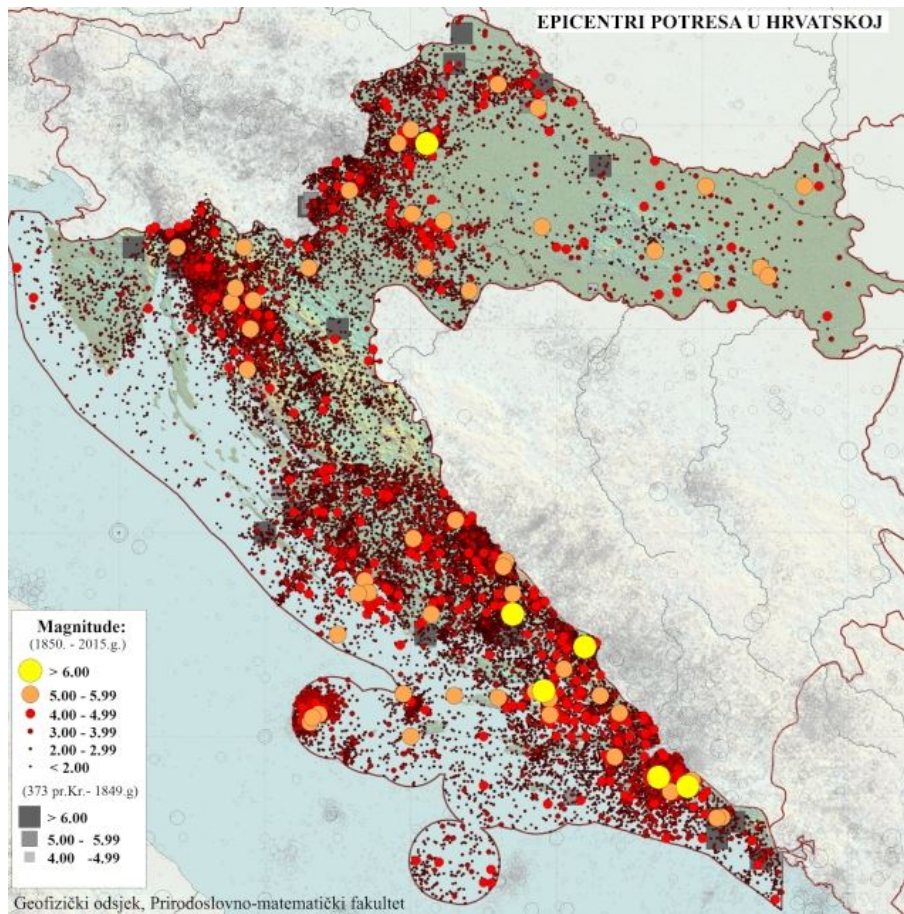 EPICENTRI POTRESA U HRVATSKOJ
Magnitude:
(1850. - 2015.g.)
> 6.00
5.00 - 5.99
4.00 - 4.99
3.00 - 3.99
2.00 - 2.99
< 2.00
(373 pr.Kr.- 1849.g)
> 6.00
5.00 - 5.99
4.00 -4.99
Geofizički odsjek, Prirodoslovno-matematički fakultet